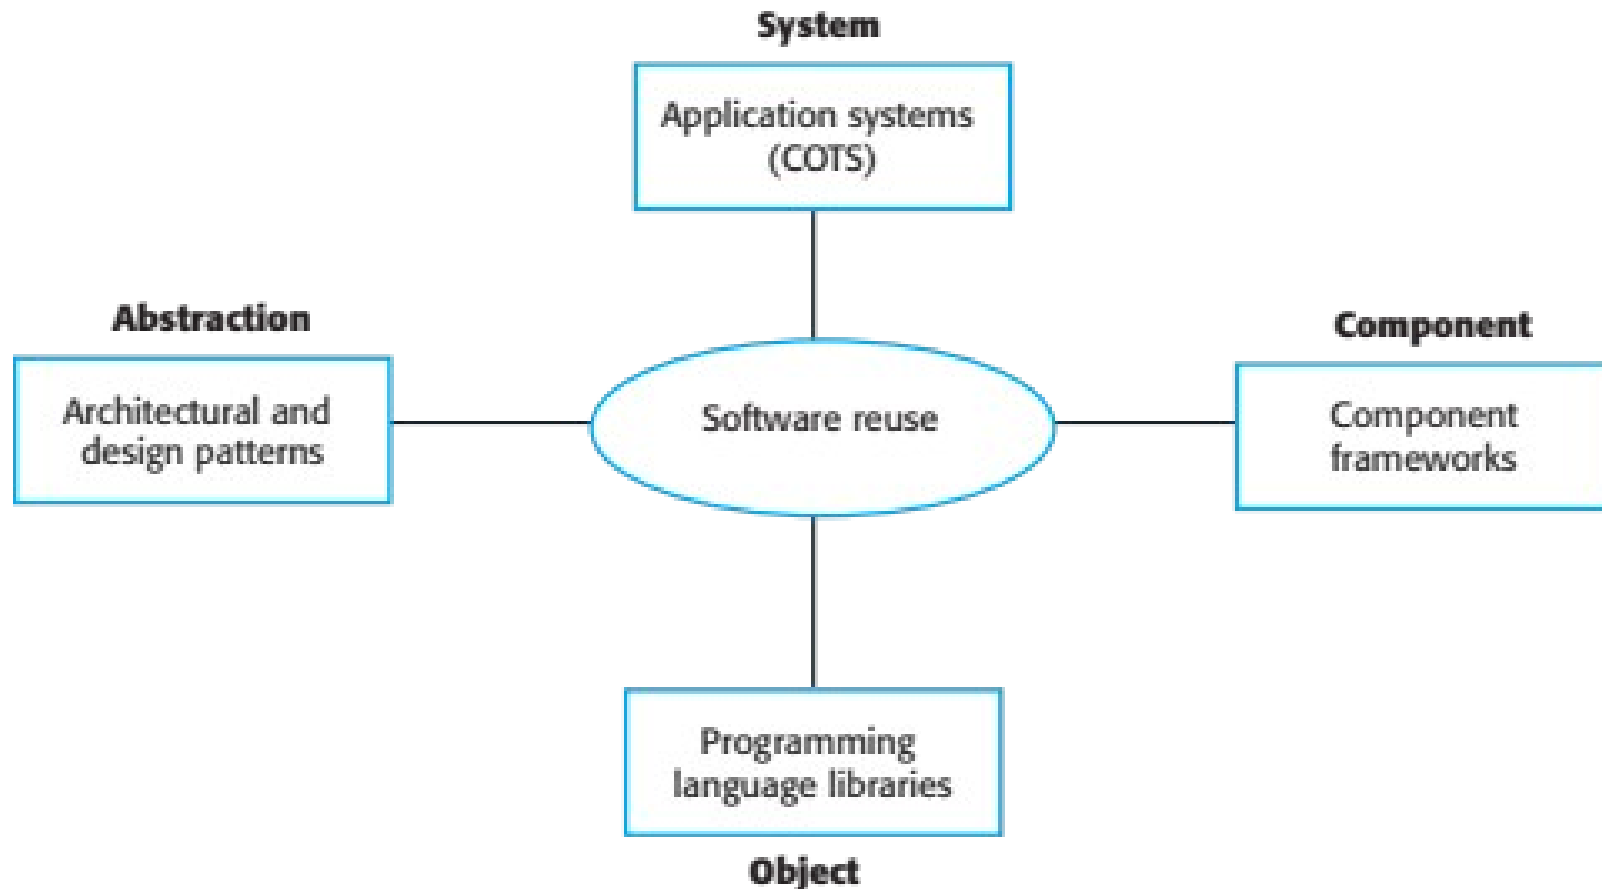 System
Application systems
(COTS)
Abstraction
Architectural and
design patterns
Software reuse
Component
Component
frameworks
Programming
language libraries
Object